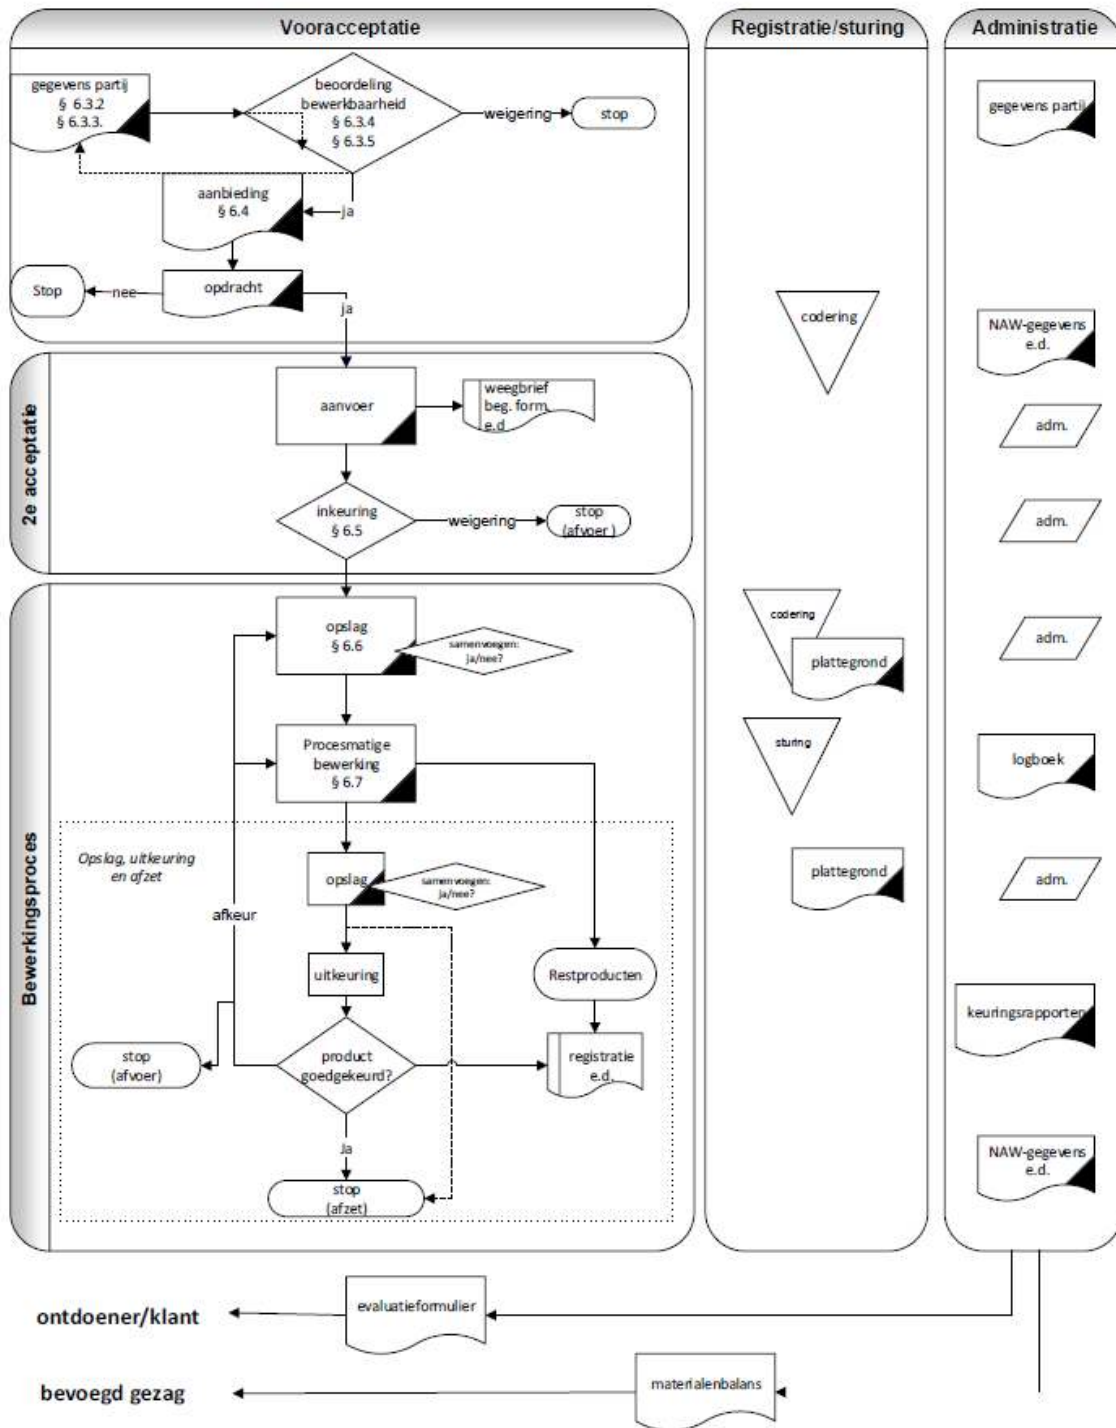 Vooracceptatie
Registratie/sturing
Administratie
gegevens partij
§ 6.3.2
§ 6.3.3.
beoordeling
bewerkbaarheid
§ 6.3.4
§ 6.3.5
weigering
stop
gegevens partij
aanbieding
§ 6.4
ja
Stop
nee
opdracht
ja
codering
NAW-gegevens
e.d.
2e acceptatie
aanvoer
weegbrief
beg. form
e.d
adm.
inkeuring
§ 6.5
weigering
stop
(afvoer )
adm.
Bewerkingsproces
opslag
§ 6.6
samenvoegen:
ja/nee?
codering
plattegrond
adm.
Procesmatige
bewerking
§ 6.7
sturing
logboek
Opslag, uitkeuring
en afzet
opslag
samenvoegen:
ja/nee?
plattegrond
adm.
afkeur
uitkeuring
Restproducten
keuringsrapporten
stop
(afvoer)
product
goedgekeurd?
registratie
e.d.
Ja
stop
(afzet)
NAW-gegevens
e.d.
ontdoener/klant
evaluatieformulier
bevoegd gezag
materialenbalans